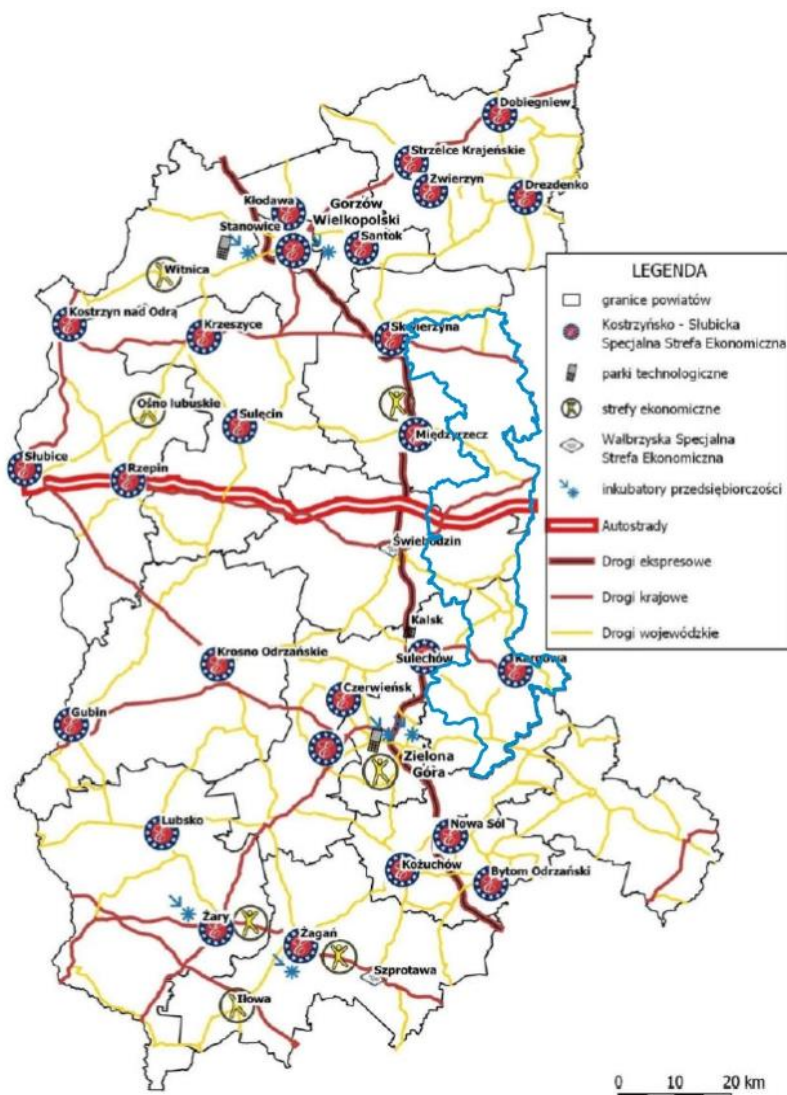 Dobiegniew
Strzelce Krajeńskie
Zwierzyn
Drezdenko
Kłodawa
Gorzów
Wielkopolski
Stanowice
Santok
Witnica
Kostrzyn nad Odrą
Krzeszyce
Skwierzyna
Ośno lubuskie
Sulęcin
Międzyrzecz
Słubice
Rzepin
Świebodzin
Kalsk
Krosno Odrzańskie
Sulechów
Kargowa
Czerwieńsk
Gubin
Zielona
Góra
Lubsko
Nowa Sól
Kożuchów
Bytom Odrzański
Żary
Żagań
Szprotawa
Iłowa
LEGENDA
granice powiatów
Kostrzyńsko - Słubicka
Specjalna Strefa Ekonomiczna
parki technologiczne
strefy ekonomiczne
Wałbrzyska Specjalna
Strefa Ekonomiczna
inkubatory przedsiębiorczości
Autostrady
Drogi ekspresowe
Drogi krajowe
Drogi wojewódzkie
0 10 20 km